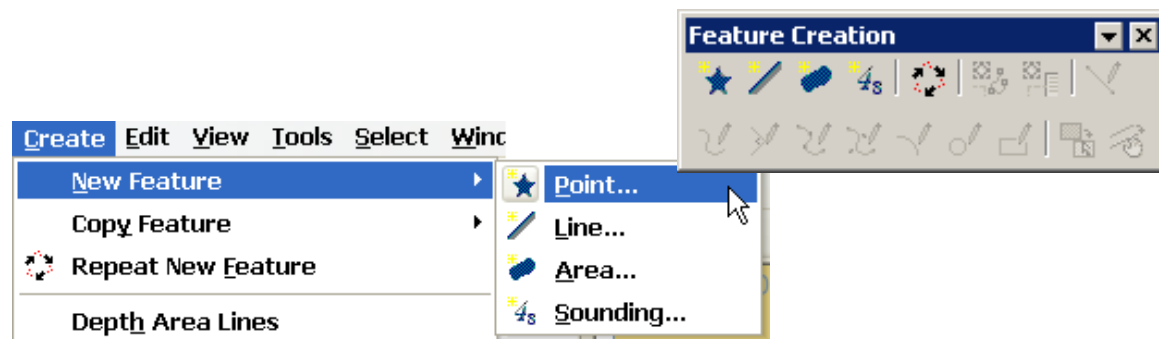 Feature Creation
Create Edit View Tools Select Winc
New Feature
Copy Feature
Repeat New Feature
Depth Area Lines
Point...
Line...
Area...
Sounding...